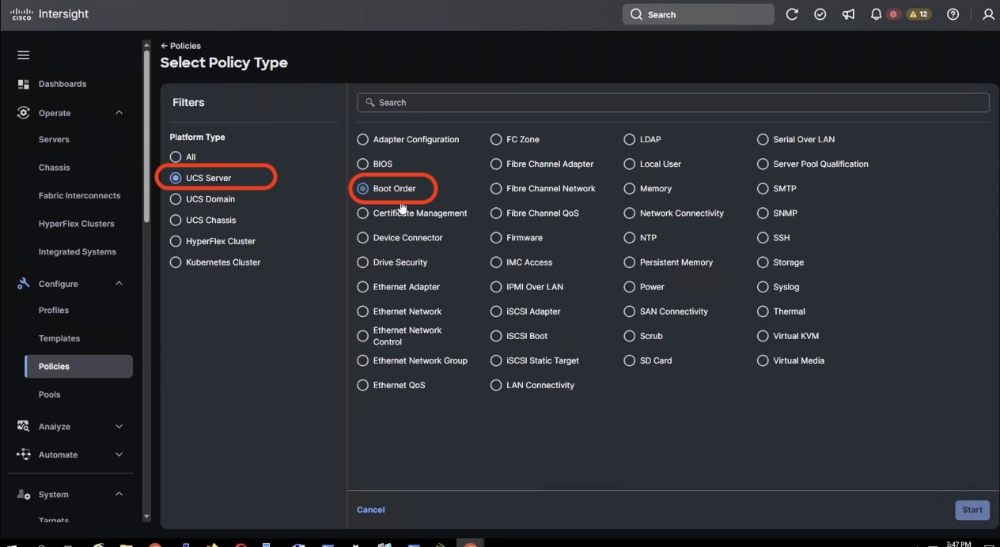 cisco Intersight
Search
12
Policies
Select Policy Type
Dashboards
Operate
Servers
Chassis
Fabric Interconnects
HyperFlex Clusters
Integrated Systems
Configure
Profiles
Templates
Policies
Pools
Analyze
Automate
System
Targets
Filters
Platform Type
All
UCS Server
UCS Domain
UCS Chassis
HyperFlex Cluster
Kubernetes Cluster
Search
Adapter Configuration
BIOS
Boot Order
Certificate Management
Device Connector
Drive Security
Ethernet Adapter
Ethernet Network
Ethernet Network
Control
Ethernet Network Group
Ethernet QoS
FC Zone
Fibre Channel Adapter
Fibre Channel Network
Fibre Channel QoS
Firmware
IMC Access
IPMI Over LAN
iSCSI Adapter
iSCSI Boot
iSCSI Static Target
LAN Connectivity
LDAP
Local User
Memory
Network Connectivity
NTP
Persistent Memory
Power
SAN Connectivity
Scrub
SD Card
Serial Over LAN
Server Pool Qualification
SMTP
SNMP
SSH
Storage
Syslog
Thermal
Virtual KVM
Virtual Media
Cancel
Start
3:47 PM